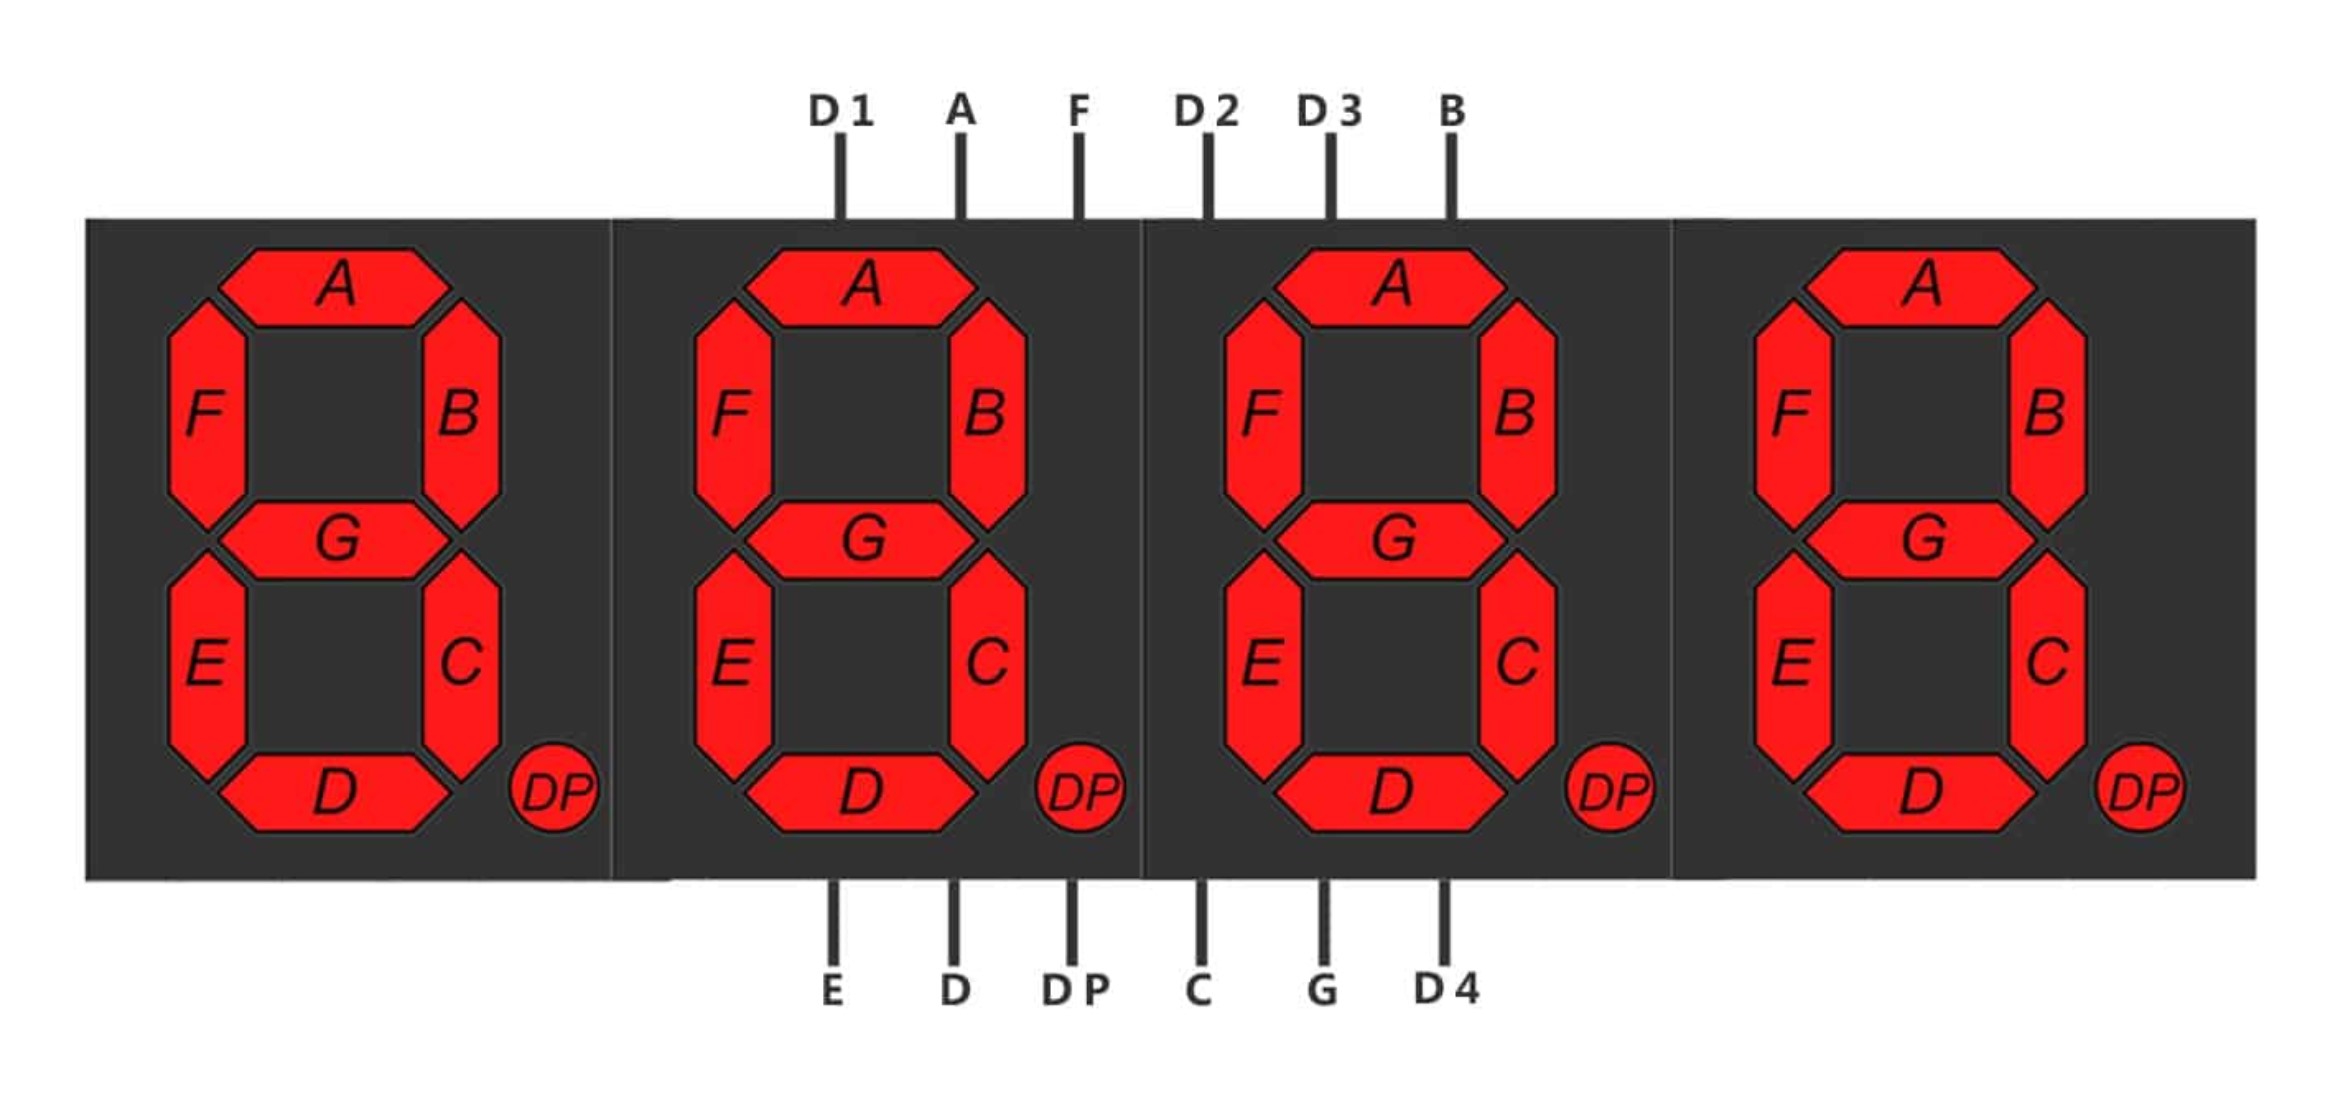 D1 A F D2 D3 B
A A A A
F B F B F B F B
G G G G
E C E C E C E C
D DP D DP D DP D DP
E D DP C G D4